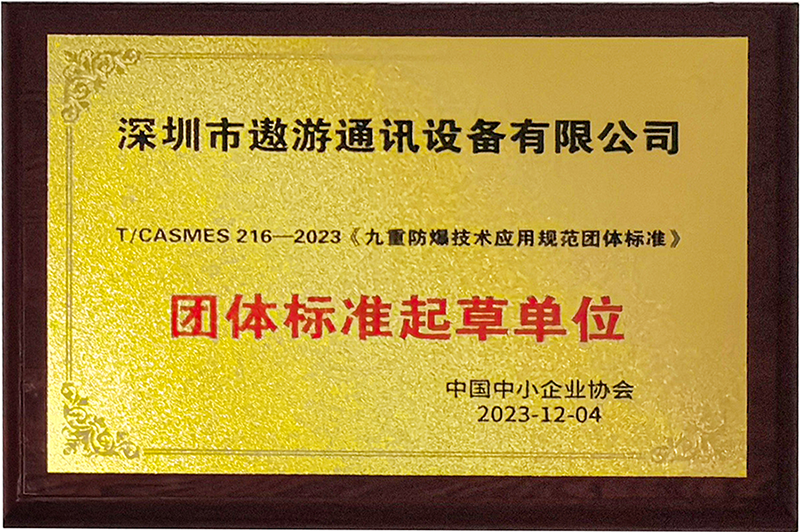 深圳市遨游通讯设备有限公司
T/CASMES 216—2023《九重防爆技术应用规范团体标准》
团体标准起草单位
中国中小企业协会
2023-12-04